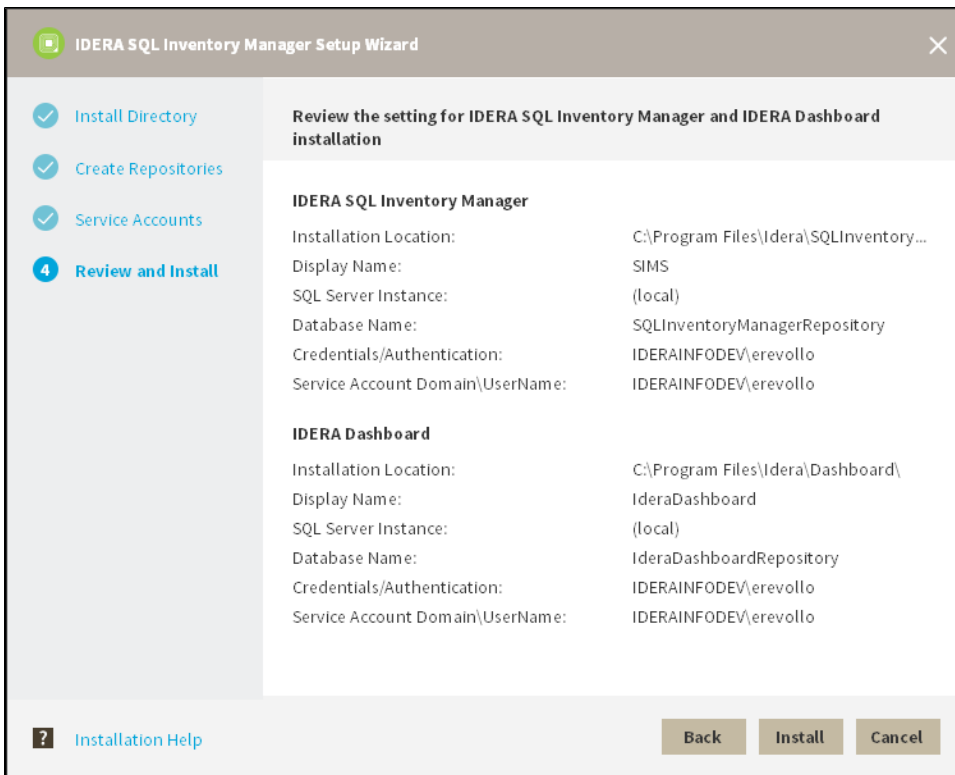 IDERA SQL Inventory Manager Setup Wizard
Install Directory
Create Repositories
Service Accounts
4 Review and Install
Review the setting for IDERA SQL Inventory Manager and IDERA Dashboard
installation
IDERA SQL Inventory Manager
Installation Location: C:\Program Files\Idera\SQLInventory...
Display Name: SIMS
SQL Server Instance: (local)
Database Name: SQLInventoryManagerRepository
Credentials/Authentication: IDERAINFODEV\erevollo
Service Account Domain\UserName: IDERAINFODEV\erevollo
IDERA Dashboard
Installation Location: C:\Program Files\Idera\Dashboard\
Display Name: IderaDashboard
SQL Server Instance: (local)
Database Name: IderaDashboardRepository
Credentials/Authentication: IDERAINFODEV\erevollo
Service Account Domain\UserName: IDERAINFODEV\erevollo
? Installation Help
Back Install Cancel